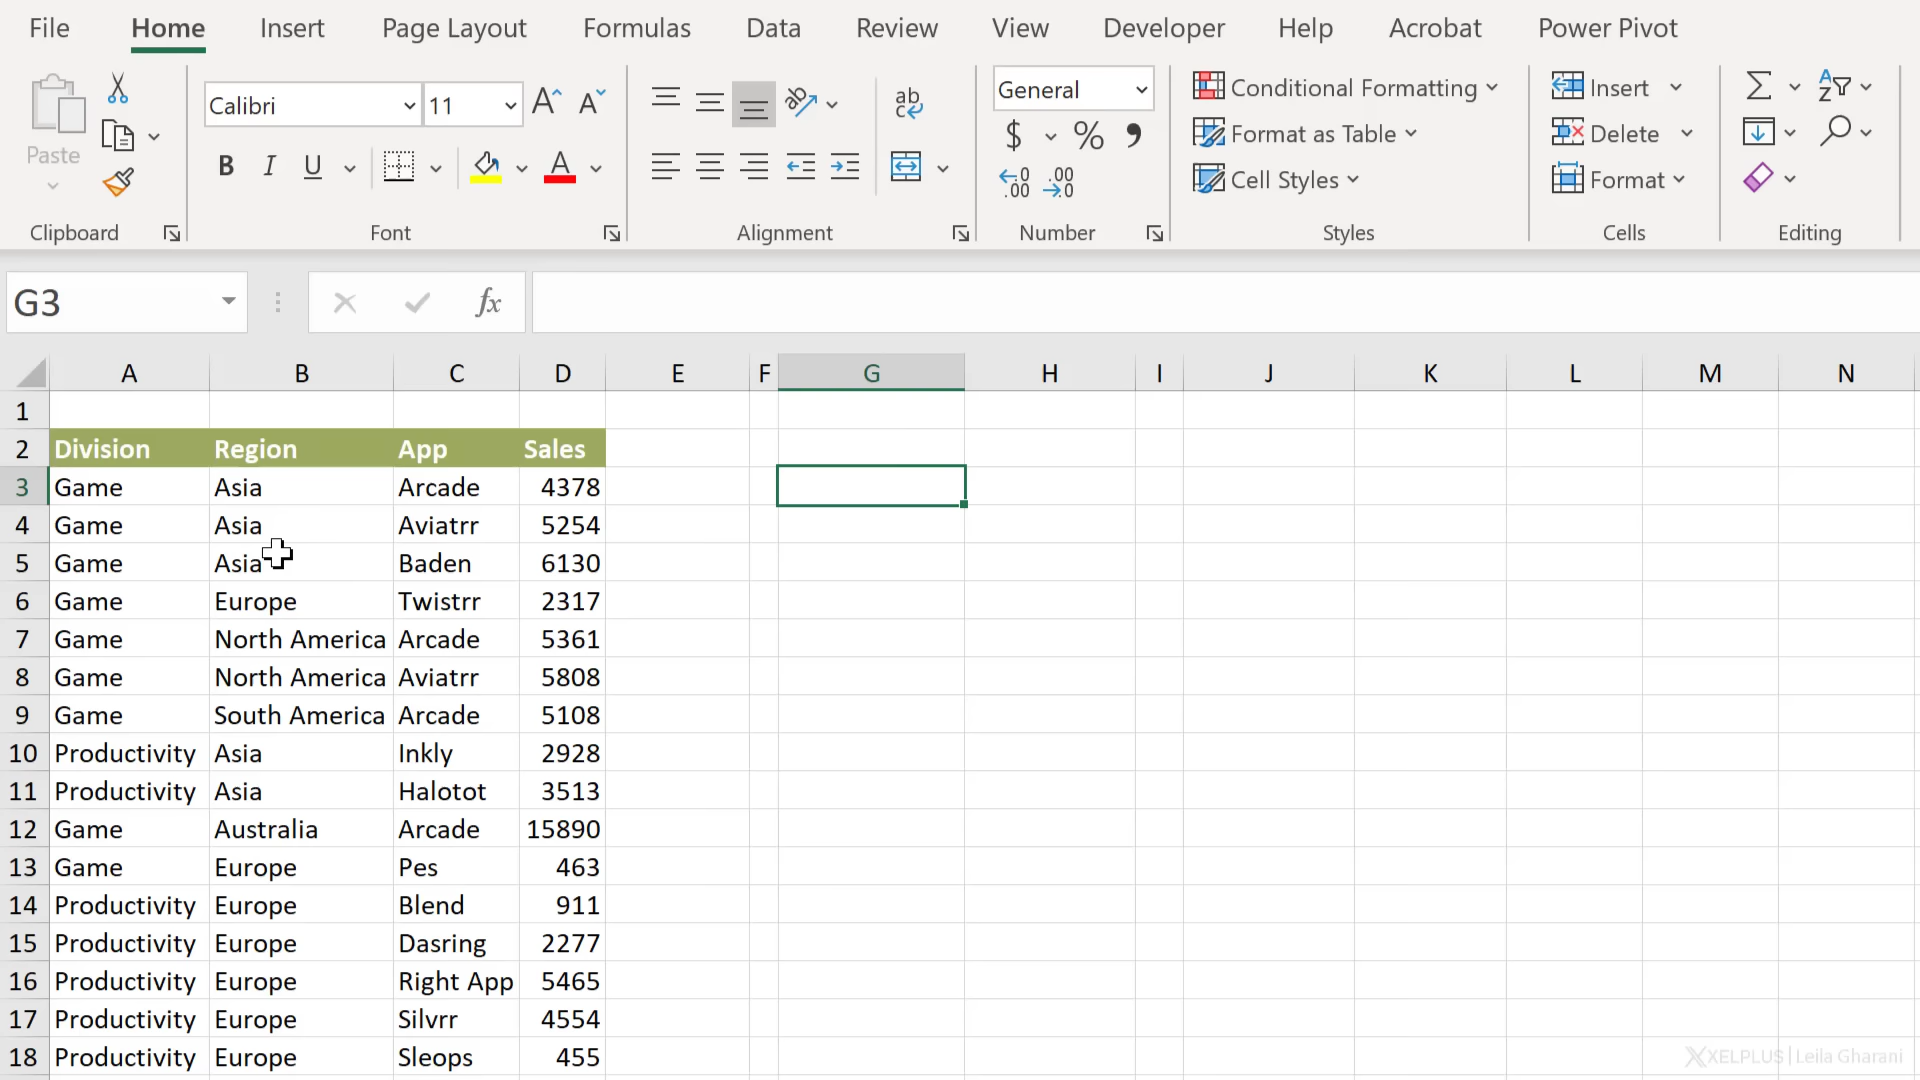 File Home Insert Page Layout Formulas Data Review View Developer Help Acrobat Power Pivot
Paste
Calibri 11
B I U
General
$ % 9
Conditional Formatting
Format as Table
Cell Styles
Insert
Delete
Format
Clipboard Font Alignment Number Styles Cells Editing
G3 fx
A B C D E F G H I J K L M N
1
2 Division Region App Sales
3 Game Asia Arcade 4378
4 Game Asia Aviatrr 5254
5 Game Asia Baden 6130
6 Game Europe Twistrr 2317
7 Game North America Arcade 5361
8 Game North America Aviatrr 5808
9 Game South America Arcade 5108
10 Productivity Asia Inkly 2928
11 Productivity Asia Halotot 3513
12 Game Australia Arcade 15890
13 Game Europe Pes 463
14 Productivity Europe Blend 911
15 Productivity Europe Dasring 2277
16 Productivity Europe Right App 5465
17 Productivity Europe Silvrr 4554
18 Productivity Europe Sleops 455
XELPLUS | Leila Gharani